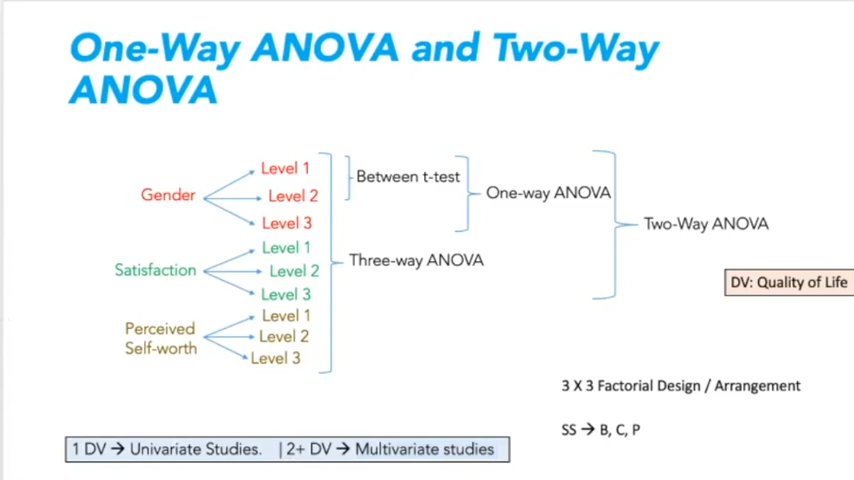 One-Way ANOVA and Two-Way
ANOVA
Gender
Level 1
Level 2
Level 3
Between t-test
One-way ANOVA
Two-Way ANOVA
Satisfaction
Level 1
Level 2
Level 3
Three-way ANOVA
DV: Quality of Life
Perceived
Self-worth
Level 1
Level 2
Level 3
3 X 3 Factorial Design / Arrangement
SS → B, C, P
1 DV → Univariate Studies. | 2+ DV → Multivariate studies